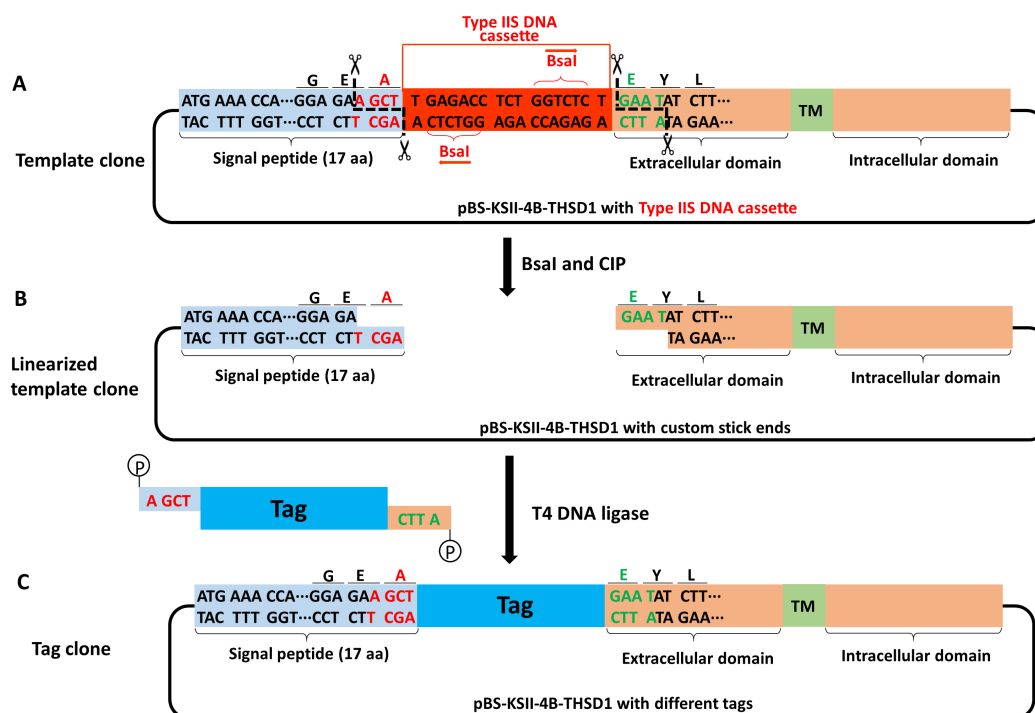 Type IIS DNA
cassette
BsaI
A
G E A
E Y L
ATG AAA CCA···GGA GAA GCT T GAGACC TCT GGTCTC T GAA TAT CTT···
TAC TTT GGT···CCT CTT CGA A CTCTGG AGA CCAGAG A CTT ATA GAA···
TM
BsaI
Template clone
Signal peptide (17 aa)
Extracellular domain
Intracellular domain
pBS-KSII-4B-THSD1 with Type IIS DNA cassette
BsaI and CIP
B
G E A
E Y L
ATG AAA CCA···GGA GA
GAA TAT CTT···
TAC TTT GGT···CCT CTT CGA
TA GAA···
TM
Linearized
template clone
Signal peptide (17 aa)
Extracellular domain
Intracellular domain
pBS-KSII-4B-THSD1 with custom stick ends
P
A GCT
Tag
CTT A
P
T4 DNA ligase
C
G E A
E Y L
ATG AAA CCA···GGA GAA GCT
Tag
GAA TAT CTT···
TAC TTT GGT···CCT CTT CGA
CTT ATA GAA···
TM
Tag clone
Signal peptide (17 aa)
Extracellular domain
Intracellular domain
pBS-KSII-4B-THSD1 with different tags